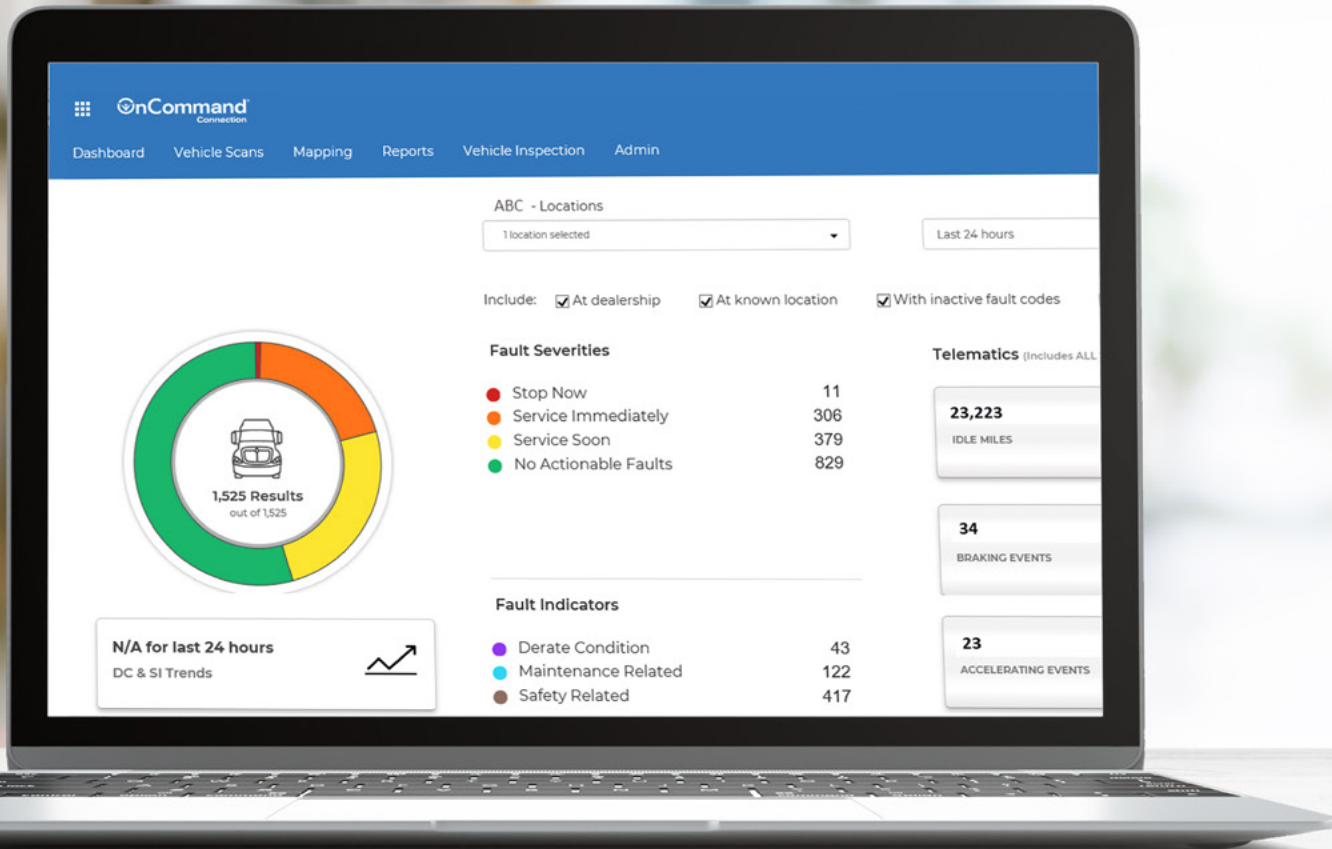 OnCommand
Connection
Dashboard Vehicle Scans Mapping Reports Vehicle Inspection Admin
ABC - Locations
1 location selected
Last 24 hours
Include: At dealership At known location With inactive fault codes
Fault Severities
Stop Now 11
Service Immediately 306
Service Soon 379
No Actionable Faults 829
1,525 Results
out of 1,525
Telematics (Includes ALL
23,223
IDLE MILES
34
BRAKING EVENTS
23
ACCELERATING EVENTS
N/A for last 24 hours
DC & SI Trends
Fault Indicators
Derate Condition 43
Maintenance Related 122
Safety Related 417